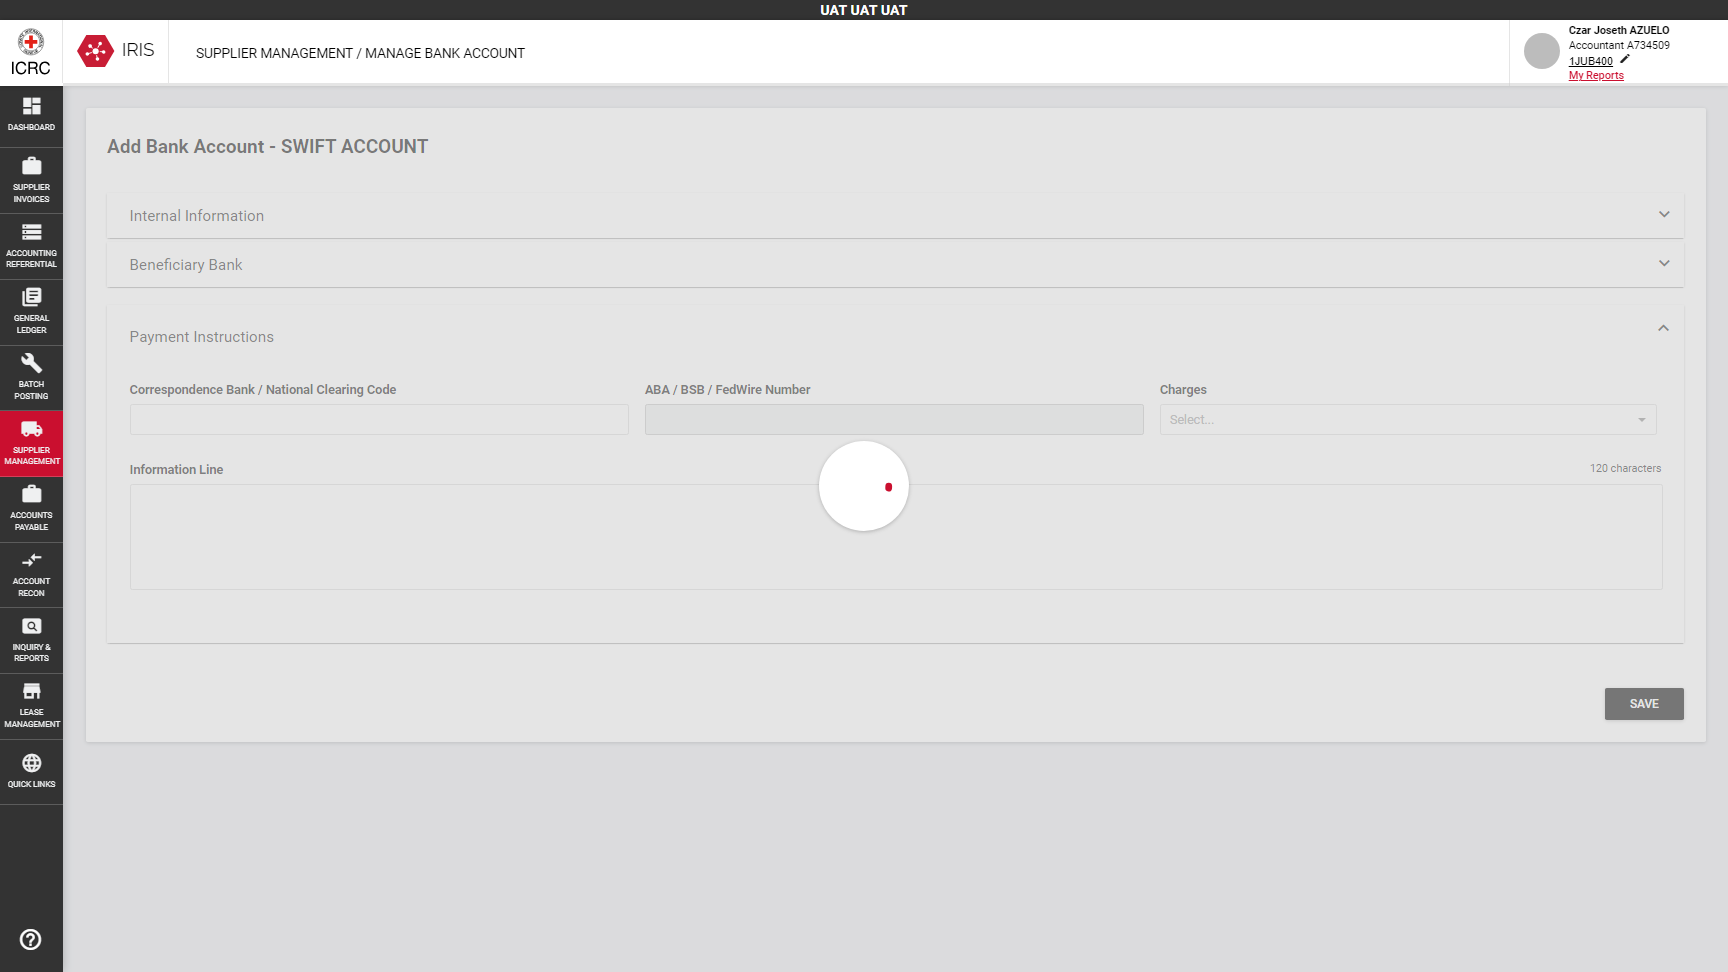 UAT UAT UAT
ICRC
IRIS
SUPPLIER MANAGEMENT / MANAGE BANK ACCOUNT
Czar Joseth AZUELO
Accountant A734509
1JUB400
My Reports
DASHBOARD
SUPPLIER
INVOICES
ACCOUNTING
REFERENTIAL
GENERAL
LEDGER
BATCH
POSTING
SUPPLIER
MANAGEMENT
ACCOUNTS
PAYABLE
ACCOUNT
RECON
INQUIRY &
REPORTS
LEASE
MANAGEMENT
QUICK LINKS
Add Bank Account - SWIFT ACCOUNT
Internal Information
Beneficiary Bank
Payment Instructions
Correspondence Bank / National Clearing Code
ABA / BSB / FedWire Number
Charges
Select...
Information Line
120 characters
SAVE